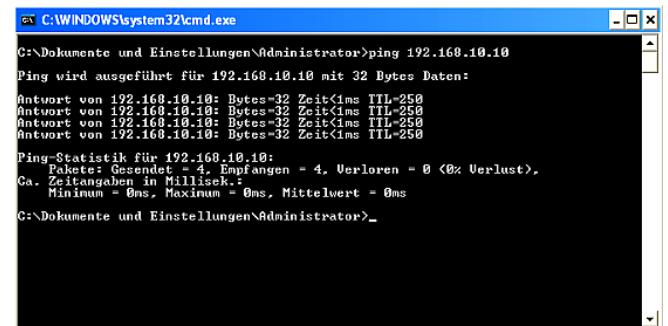 C:\WINDOWS\system32\cmd.exe
C:\Dokumente und Einstellungen\Administrator>ping 192.168.10.10
Ping wird ausgeführt für 192.168.10.10 mit 32 Bytes Daten:
Antwort von 192.168.10.10: Bytes=32 Zeit<1ms TTL=250
Antwort von 192.168.10.10: Bytes=32 Zeit<1ms TTL=250
Antwort von 192.168.10.10: Bytes=32 Zeit<1ms TTL=250
Antwort von 192.168.10.10: Bytes=32 Zeit<1ms TTL=250
Ping-Statistik für 192.168.10.10:
Pakete: Gesendet = 4, Empfangen = 4, Verloren = 0 (0% Verlust),
Ca. Zeitangaben in Millisek.:
Minimum = 0ms, Maximum = 0ms, Mittelwert = 0ms
C:\Dokumente und Einstellungen\Administrator>_